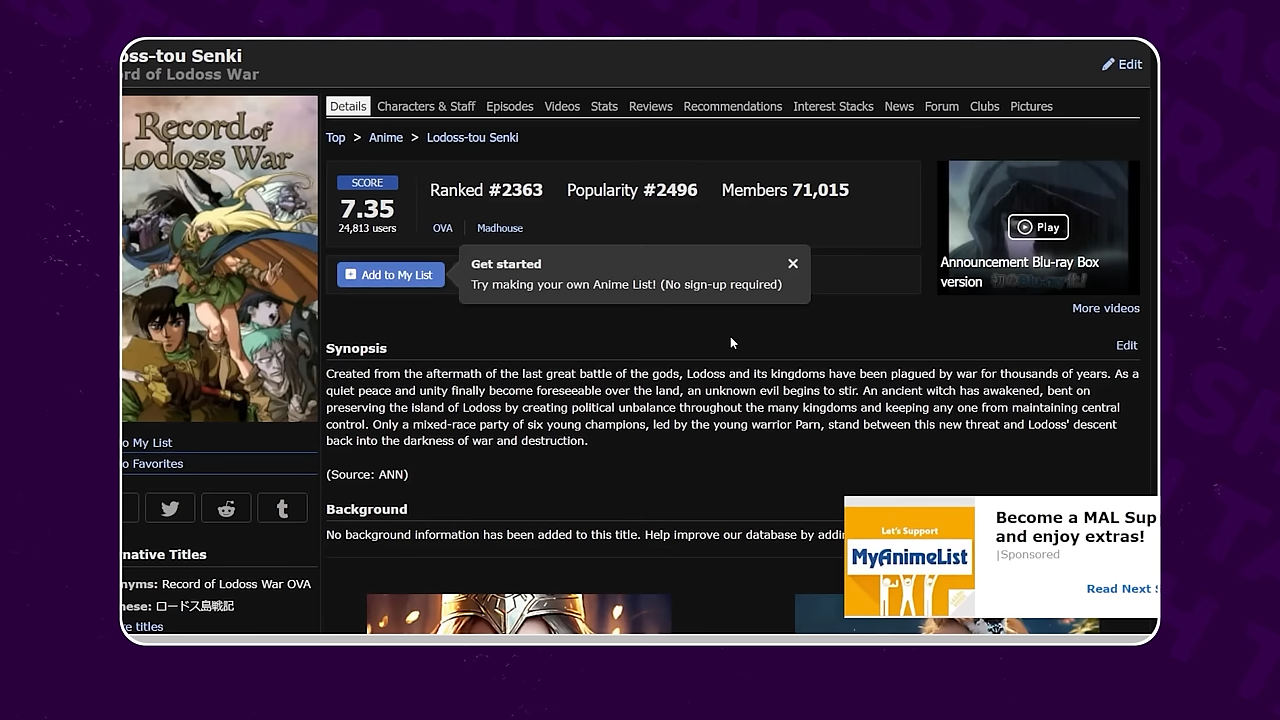 oss-tou Senki
rd of Lodoss War
Edit
Record of
Lodoss War
Details Characters & Staff Episodes Videos Stats Reviews Recommendations Interest Stacks News Forum Clubs Pictures
Top > Anime > Lodoss-tou Senki
SCORE
7.35
24,813 users
Ranked #2363 Popularity #2496 Members 71,015
OVA Madhouse
Play
Announcement Blu-ray Box
version
More videos
Add to My List
Get started
Try making your own Anime List! (No sign-up required)
Synopsis
Edit
Created from the aftermath of the last great battle of the gods, Lodoss and its kingdoms have been plagued by war for thousands of years. As a
quiet peace and unity finally become foreseeable over the land, an unknown evil begins to stir. An ancient witch has awakened, bent on
preserving the island of Lodoss by creating political unbalance throughout the many kingdoms and keeping any one from maintaining central
control. Only a mixed-race party of six young champions, led by the young warrior Parn, stand between this new threat and Lodoss' descent
back into the darkness of war and destruction.
(Source: ANN)
Background
No background information has been added to this title. Help improve our database by addi
o My List
o Favorites
native Titles
nyms: Record of Lodoss War OVA
nese: ロードス島戦記
re titles
Let's Support
MyAnimeList
Become a MAL Sup
and enjoy extras!
|Sponsored
Read Next